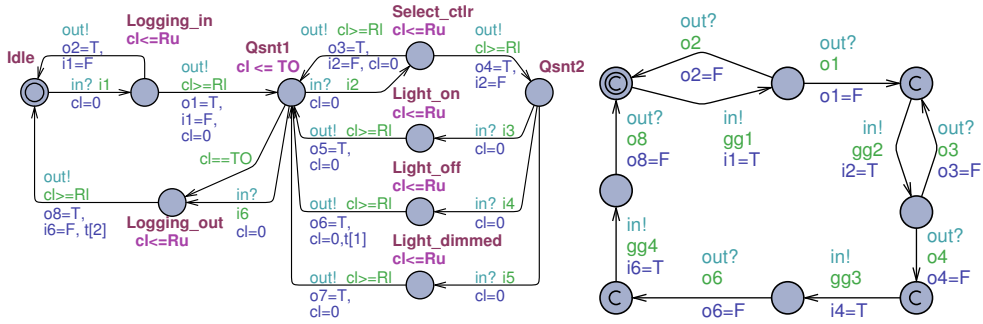 Idle
out!
o2=T,
i1=F
Logging_in
cl<=Ru
in? i1
cl=0
out!
cl>=Rl
o1=T,
i1=F,
cl=0
Qsnt1
cl <= TO
out! cl>=Rl
o3=T,
i2=F, cl=0
in? i2
cl=0
Select_ctlr
cl<=Ru
out!
cl>=Rl
o4=T,
i2=F
Qsnt2
Light_on
cl<=Ru
out! cl>=Rl
o5=T,
cl=0
in? i3
cl=0
Light_off
cl<=Ru
out! cl>=Rl
o6=T,
cl=0,t[1]
in? i4
cl=0
Light_dimmed
cl<=Ru
out! cl>=Rl
o7=T,
cl=0
in? i5
cl=0
cl==TO
in?
i6
cl=0
Logging_out
cl<=Ru
out!
cl>=Rl
o8=T,
i6=F, t[2]
out?
o2
o2=F
in!
gg1
i1=T
out?
o1
o1=F
C
C
in!
gg2
i2=T
out?
o3
o3=F
out?
o8
o8=F
out?
o4
o4=F
in!
gg4
i6=T
out?
o6
o6=F
in!
gg3
i4=T
C
C